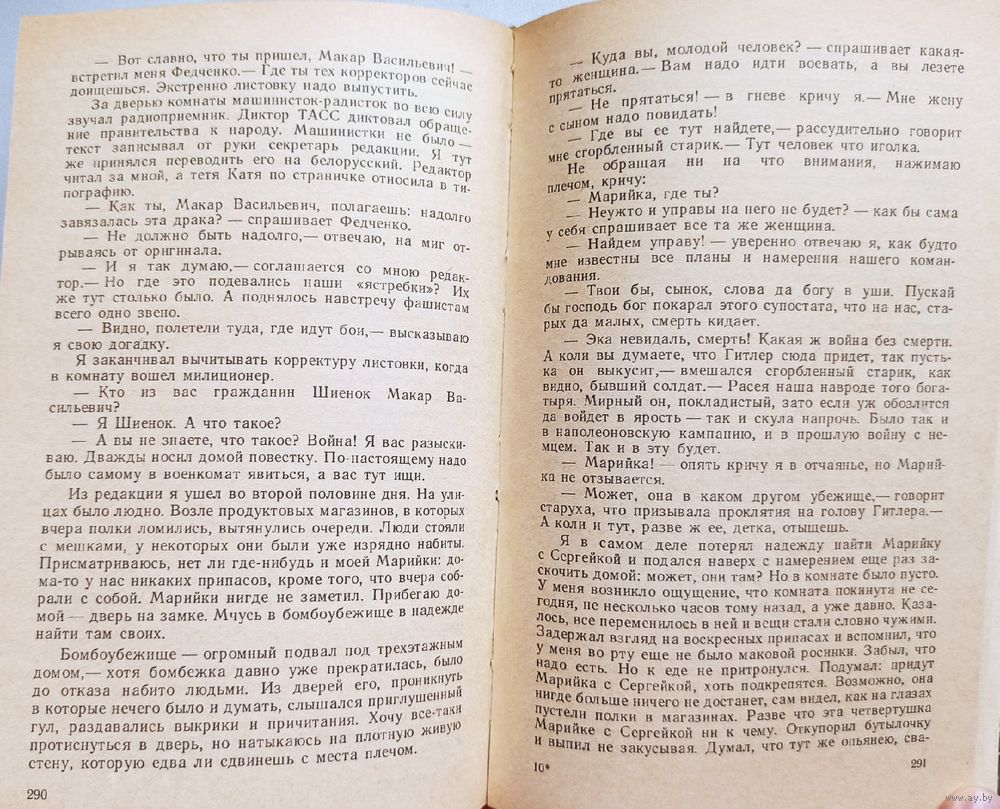 — Вот славно, что ты пришел, Макар Васильевич! —
встретил меня Федченко.— Где ты тех корректоров сейчас
доищешься. Экстренно листовку надо выпустить.
За дверью комнаты машинисток-радисток во всю силу
звучал радиоприемник. Диктор ТАСС диктовал обраще-
ние правительства к народу. Машинистки не было —
текст записывал от руки секретарь редакции. Я тут
же принялся переводить его на белорусский. Редактор
читал за мной, а тетя Катя по страничке относила в ти-
пографию.
— Как ты, Макар Васильевич, полагаешь: надолго
завязалась эта драка? — спрашивает Федченко.
— Не должно быть надолго,— отвечаю, на миг от-
рываясь от оригинала.
— И я так думаю,— соглашается со мною редак-
тор.— Но где это подевались наши «ястребки»? Их
же тут столько было. А поднялось навстречу фашистам
всего одно звено.
— Видно, полетели туда, где идут бои,— высказываю
я свою догадку.
Я заканчивал вычитывать корректуру листовки, когда
в комнату вошел милиционер.
— Кто из вас гражданин Шиенок Макар Ва-
сильевич?
— Я Шиенок. А что такое?
— А вы не знаете, что такое? Война! Я вас разыски-
ваю. Дважды носил домой повестку. По-настоящему надо
было самому в военкомат явиться, а вас тут ищи.
Из редакции я ушел во второй половине дня. На ули-
цах было людно. Возле продуктовых магазинов, в которых
вчера полки ломились, вытянулись очереди. Люди стояли
с мешками, у некоторых они были уже изрядно набиты.
Присматриваюсь, нет ли где-нибудь и моей Марийки: до-
ма-то у нас никаких припасов, кроме того, что вчера соб-
рали с собой. Марийки нигде не заметил. Прибегаю до-
мой — дверь на замке. Мчусь в бомбоубежище в надежде
найти там своих.
Бомбоубежище — огромный подвал под трехэтажным
домом,— хотя бомбежка давно уже прекратилась, было
до отказа набито людьми. Из дверей его, проникнуть
в которые нечего было и думать, слышался приглушенный
гул, раздавались выкрики и причитания. Хочу все-таки
протиснуться в дверь, но натыкаюсь на плотную живую
стену, которую едва ли сдвинешь с места плечом.
290
— Куда вы, молодой человек? — спрашивает какая-
то женщина.— Вам надо идти воевать, а вы лезете
прятаться.
— Не прятаться! — в гневе кричу я.— Мне жену
с сыном надо повидать!
— Где вы ее тут найдете,— рассудительно говорит
мне сгорбленный старик.— Тут человек что иголка.
Не обращая ни на что внимания, нажимаю
плечом, кричу:
— Марийка, где ты?
— Неужто и управы на него не будет? — как бы сама
у себя спрашивает все та же женщина.
— Найдем управу! — уверенно отвечаю я, как будто
мне известны все планы и намерения нашего коман-
дования.
— Твои бы, сынок, слова да богу в уши. Пускай
бы господь бог покарал этого супостата, что на нас, ста-
рых да малых, смерть кидает.
— Эка невидаль, смерть! Какая ж война без смерти.
А коли вы думаете, что Гитлер сюда придет, так пусть-
ка он выкусит,— вмешался сгорбленный старик, как
видно, бывший солдат.— Расея наша навроде того бога-
тыря. Мирный он, покладистый, зато если уж обозлится
да войдет в ярость — так и скула напрочь. Было так и
в наполеоновскую кампанию, и в прошлую войну с не-
мцем. Так и в эту будет.
— Марийка! — опять кричу я в отчаянье, но Марий-
ка не отзывается.
— Может, она в каком другом убежище,— говорит
старуха, что призывала проклятия на голову Гитлера.—
А коли и тут, разве ж ее, детка, отыщешь.
Я в самом деле потерял надежду найти Марийку
с Сергейкой и подался наверх с намерением еще раз за-
скочить домой: может, они там? Но в комнате было пусто.
У меня возникло ощущение, что комната покинута не се-
годня, не несколько часов тому назад, а уже давно. Каза-
лось, все переменилось в ней и вещи стали словно чужими.
Задержал взгляд на воскресных припасах и вспомнил, что
у меня во рту еще не было маковой росинки. Забыл, что
надо есть. Но к еде не притронулся. Подумал: придут
Марийка с Сергейкой, хоть подкрепятся. Возможно, они
нигде больше ничего не достанет, сам видел, как на глазах
пустели полки в магазинах. Разве что эта четвертушка
Марийке с Сергейкой ни к чему. Откупорил бутылочку
и выпил не закусывая. Думал, что тут же опьянею, сва-
10*
291
www.ay.by